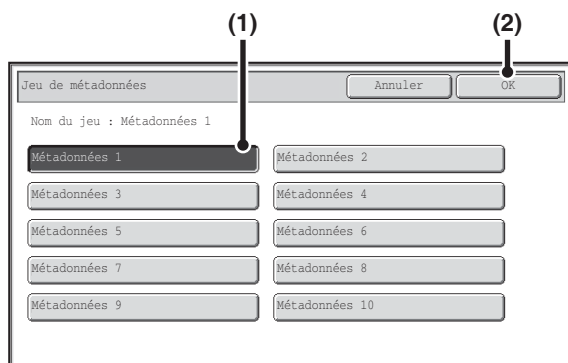 (1) (2)
Jeu de métadonnées Annuler OK
Nom du jeu : Métadonnées 1
Métadonnées 1 Métadonnées 2
Métadonnées 3 Métadonnées 4
Métadonnées 5 Métadonnées 6
Métadonnées 7 Métadonnées 8
Métadonnées 9 Métadonnées 10